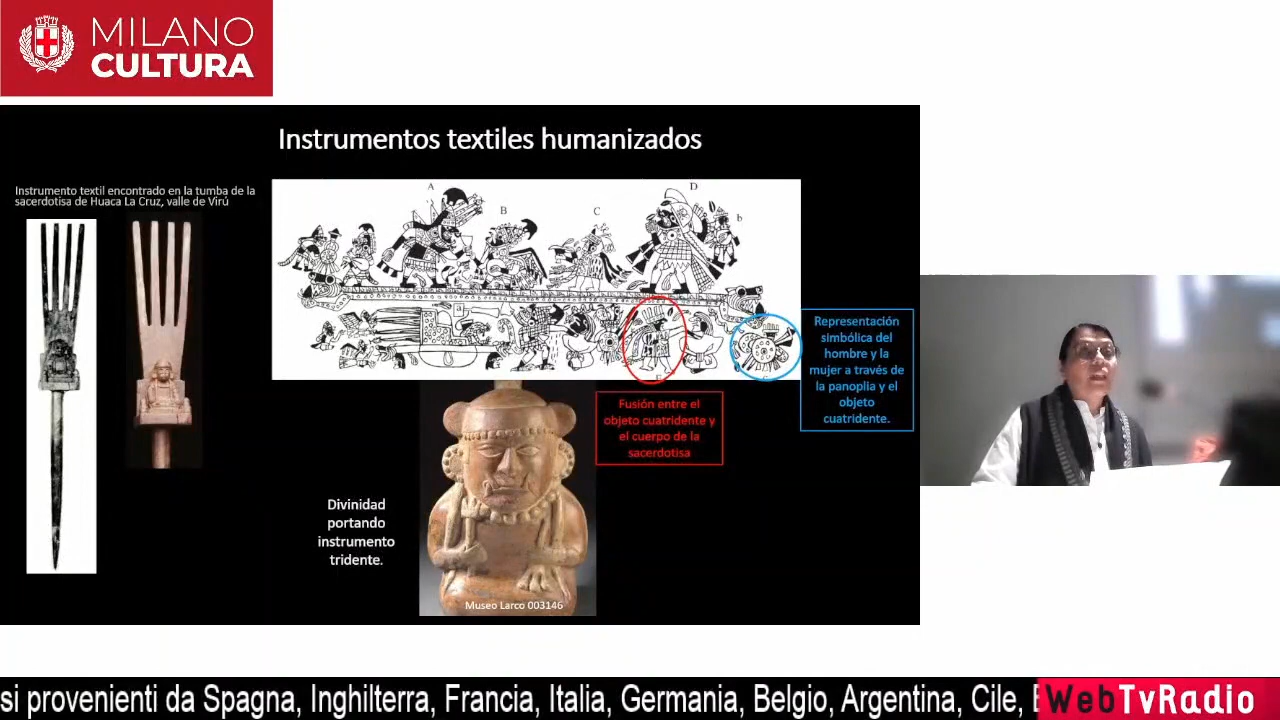 MILANO
CULTURA
Instrumentos textiles humanizados
Instrumento textil encontrado en la tumba de la
sacerdotisa de Huaca La Cruz, valle de Virú
A
B
C
D
b
Representación
simbólica del
hombre y la
mujer a través de
la panoplia y el
objeto
cuatridente.
Fusión entre el
objeto cuatridente y
el cuerpo de la
sacerdotisa
Divinidad
portando
instrumento
tridente.
Museo Larco 003146
si provenienti da Spagna, Inghilterra, Francia, Italia, Germania, Belgio, Argentina, Cile,
WebTvRadio